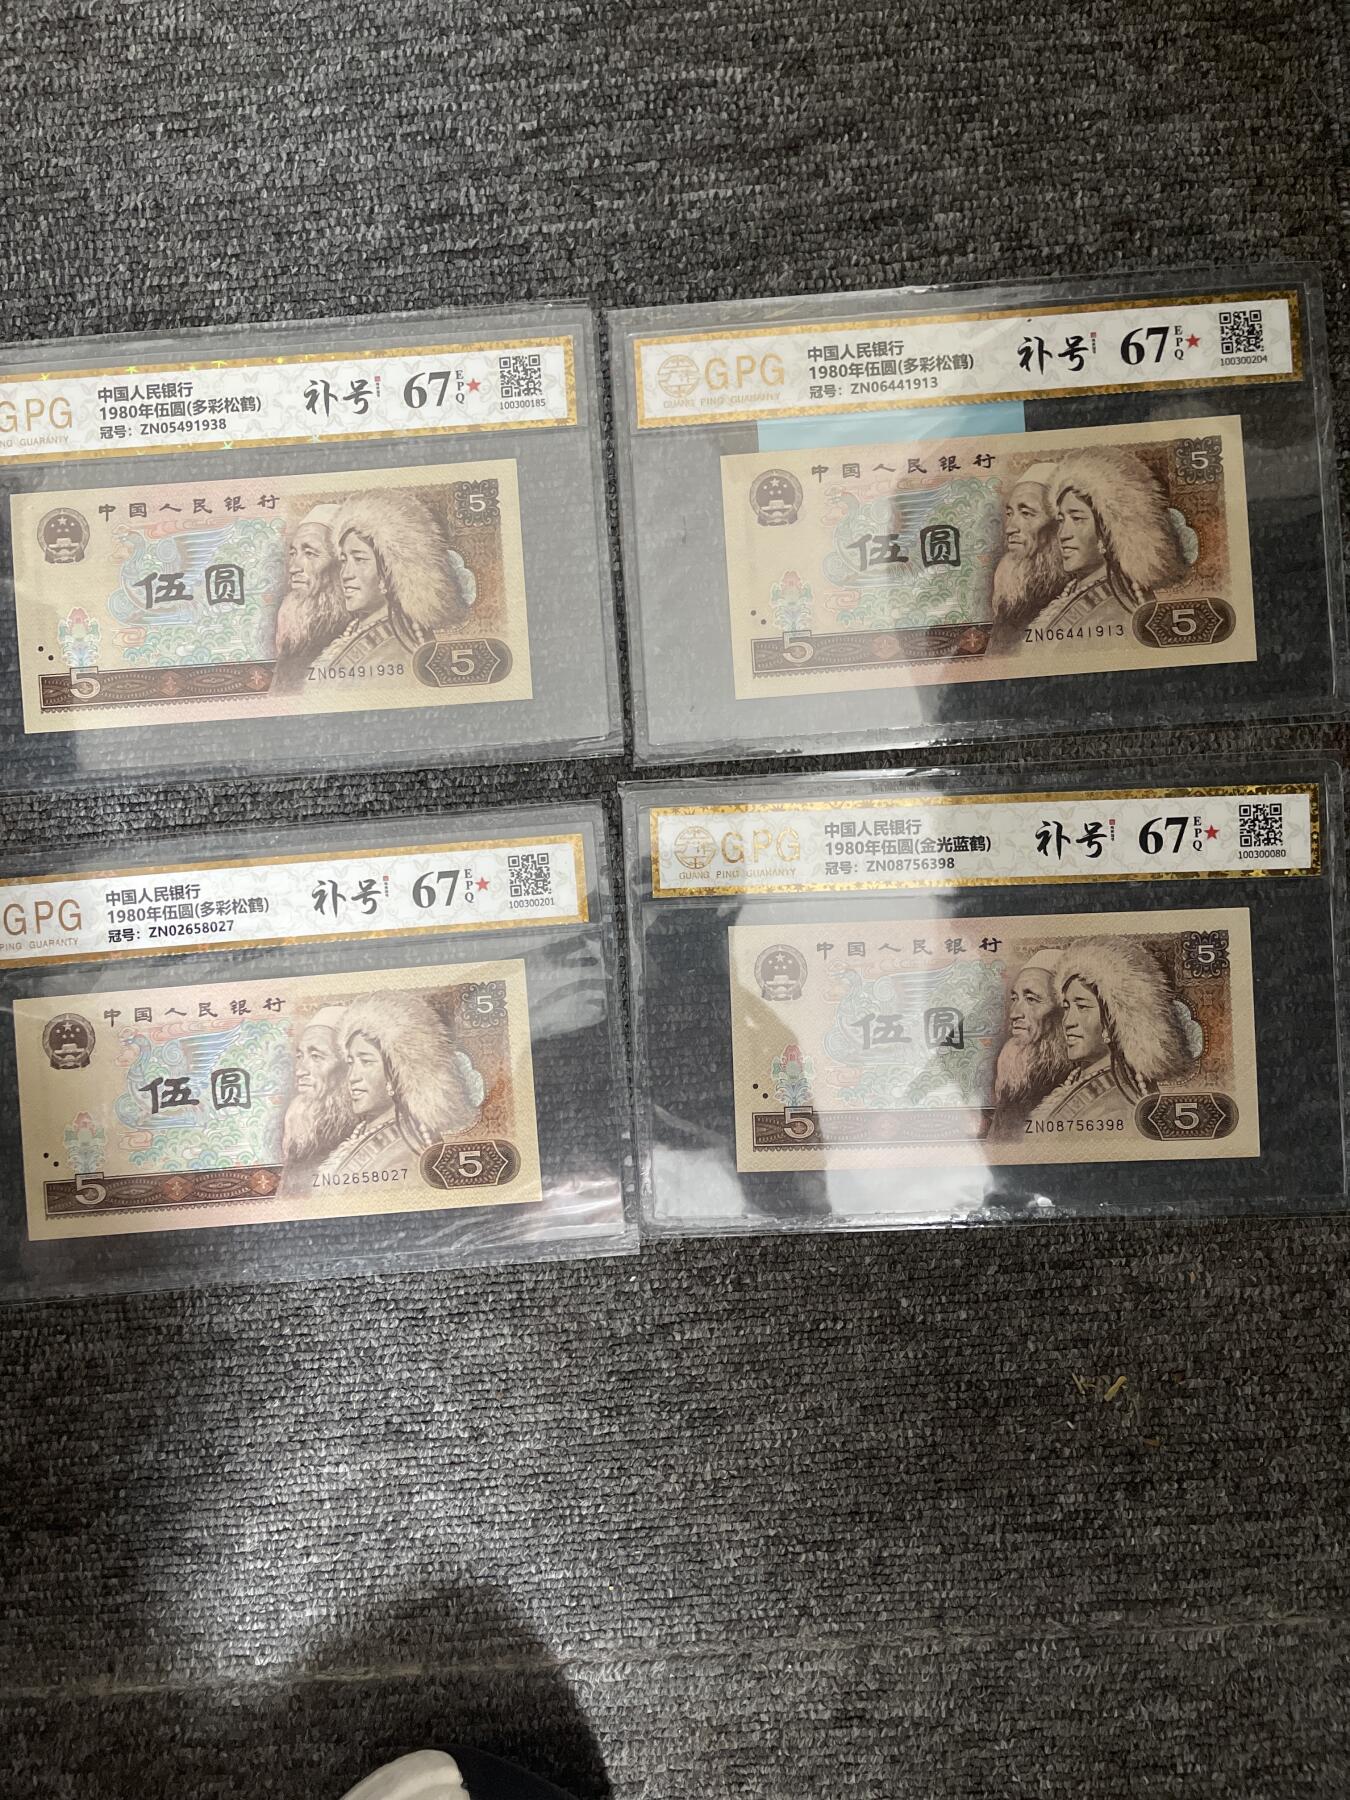 GPG
NG GUARANTY
中国人民银行
1980年伍圆(多彩松鹤)
冠号：ZN05491938
补号
67
EPQ
100300185
中国人民银行
5
伍圆
5
ZN05491938
5
GPG
GUANG PING GUARANTY
中国人民银行
1980年伍圆(多彩松鹤)
冠号：ZN06441913
补号
67
EPQ
100300204
中国人民银行
5
伍圆
5
ZN06441913
5
GPG
PING GUARANTY
中国人民银行
1980年伍圆(多彩松鹤)
冠号：ZN02658027
补号
67
EPQ
100300201
中国人民银行
5
伍圆
5
ZN02658027
5
GPG
GUANG PING GUARANTY
中国人民银行
1980年伍圆(金光蓝鹤)
冠号：ZN08756398
补号
67
EPQ
100300080
中国人民银行
5
伍圆
5
ZN08756398
5